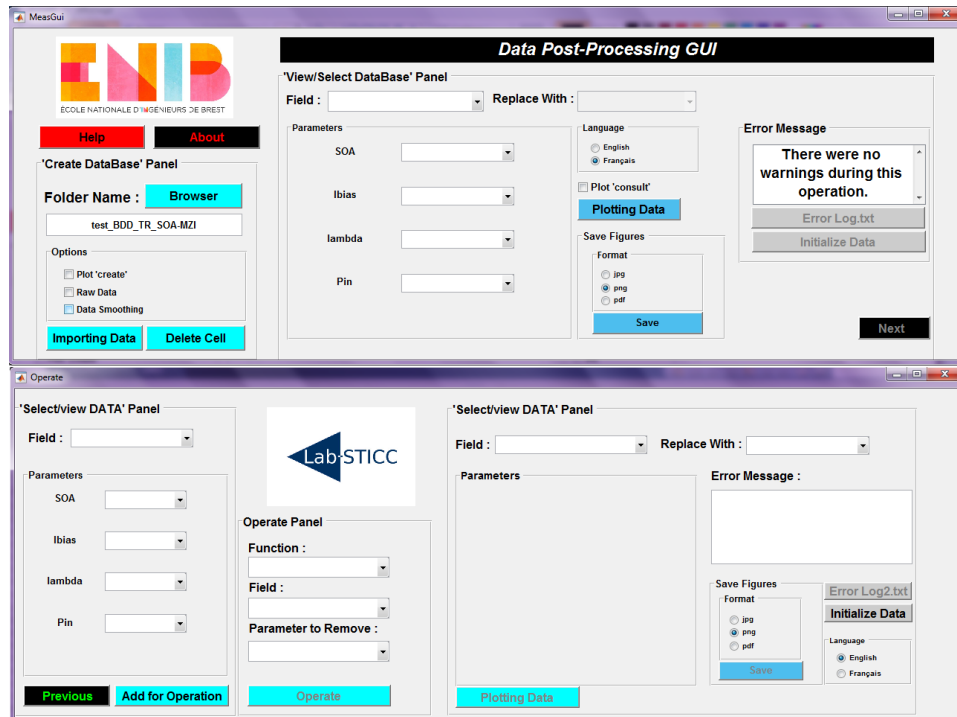 MeasGui
ENIB
ÉCOLE NATIONALE D'INGÉNIEURS DE BREST
Help
About
'Create DataBase' Panel
Folder Name :
Browser
test_BDD_TR_SOA-MZI
Options
Plot 'create'
Raw Data
Data Smoothing
Importing Data
Delete Cell
Data Post-Processing GUI
'View/Select DataBase' Panel
Field :
Replace With :
Parameters
SOA
Ibias
lambda
Pin
Language
English
Français
Plot 'consult'
Plotting Data
Save Figures
Format
jpg
png
pdf
Save
Error Message
There were no
warnings during this
operation.
Error Log.txt
Initialize Data
Next
Operate
'Select/view DATA' Panel
Field :
Parameters
SOA
Ibias
lambda
Pin
Previous
Add for Operation
Lab-STICC
Operate Panel
Function :
Field :
Parameter to Remove :
Operate
'Select/view DATA' Panel
Field :
Replace With :
Parameters
Plotting Data
Error Message :
Save Figures
Format
jpg
png
pdf
Save
Error Log2.txt
Initialize Data
Language
English
Français